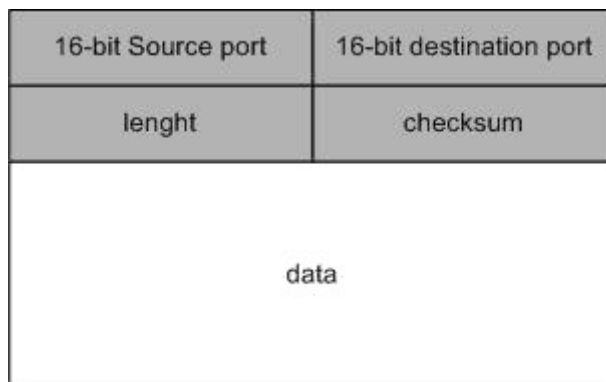 16-bit Source port
16-bit destination port
lenght
checksum
data